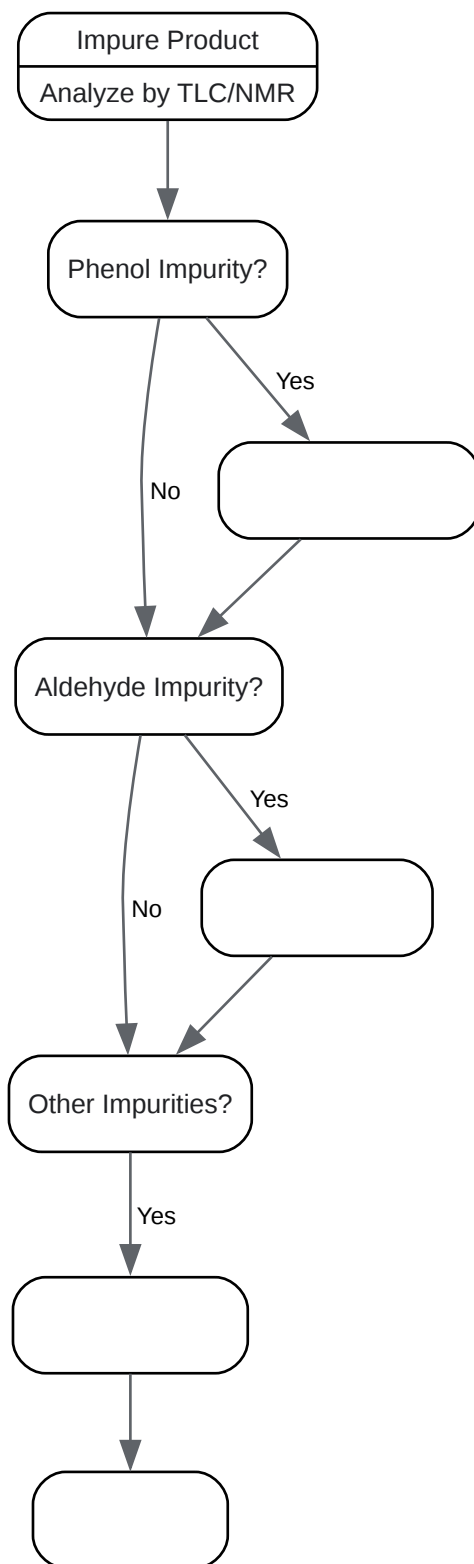 Impure Product
Analyze by TLC/NMR
Phenol Impurity?
Yes
No
Aldehyde Impurity?
Yes
No
Other Impurities?
Yes